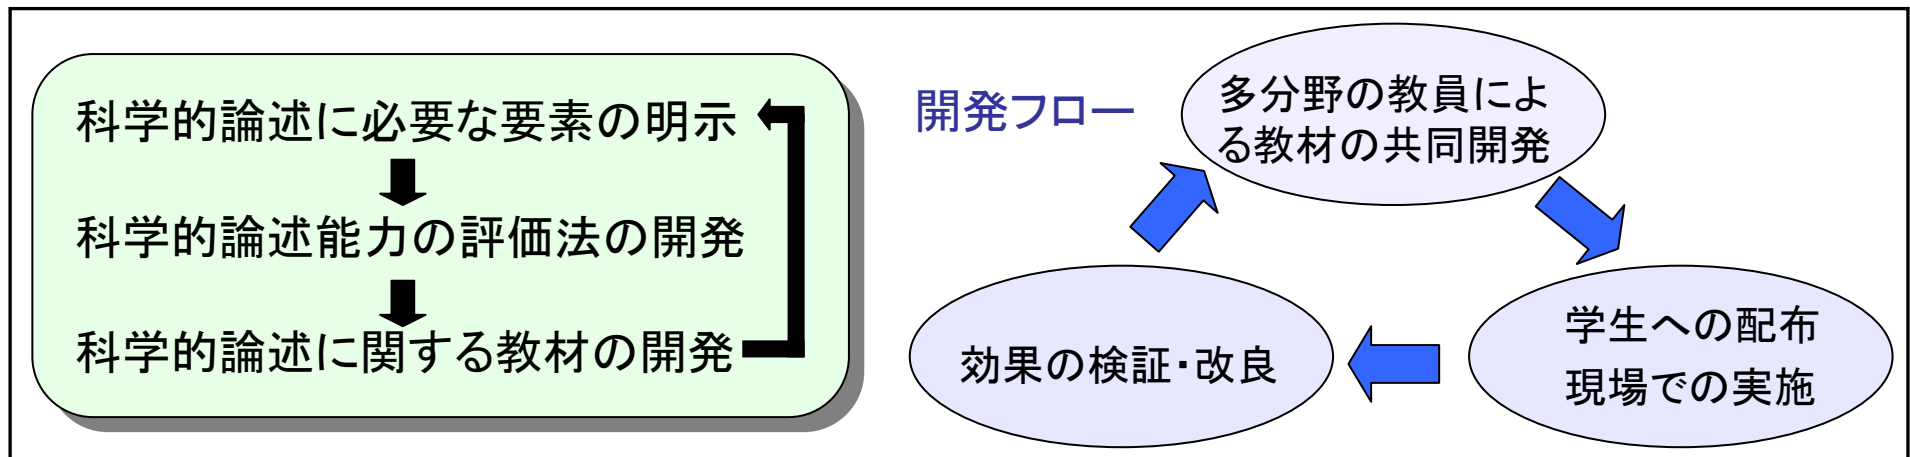 科学的論述に必要な要素の明示
科学的論述能力の評価法の開発
科学的論述に関する教材の開発
開発フロー
多分野の教員によ
る教材の共同開発
学生への配布
現場での実施
効果の検証・改良